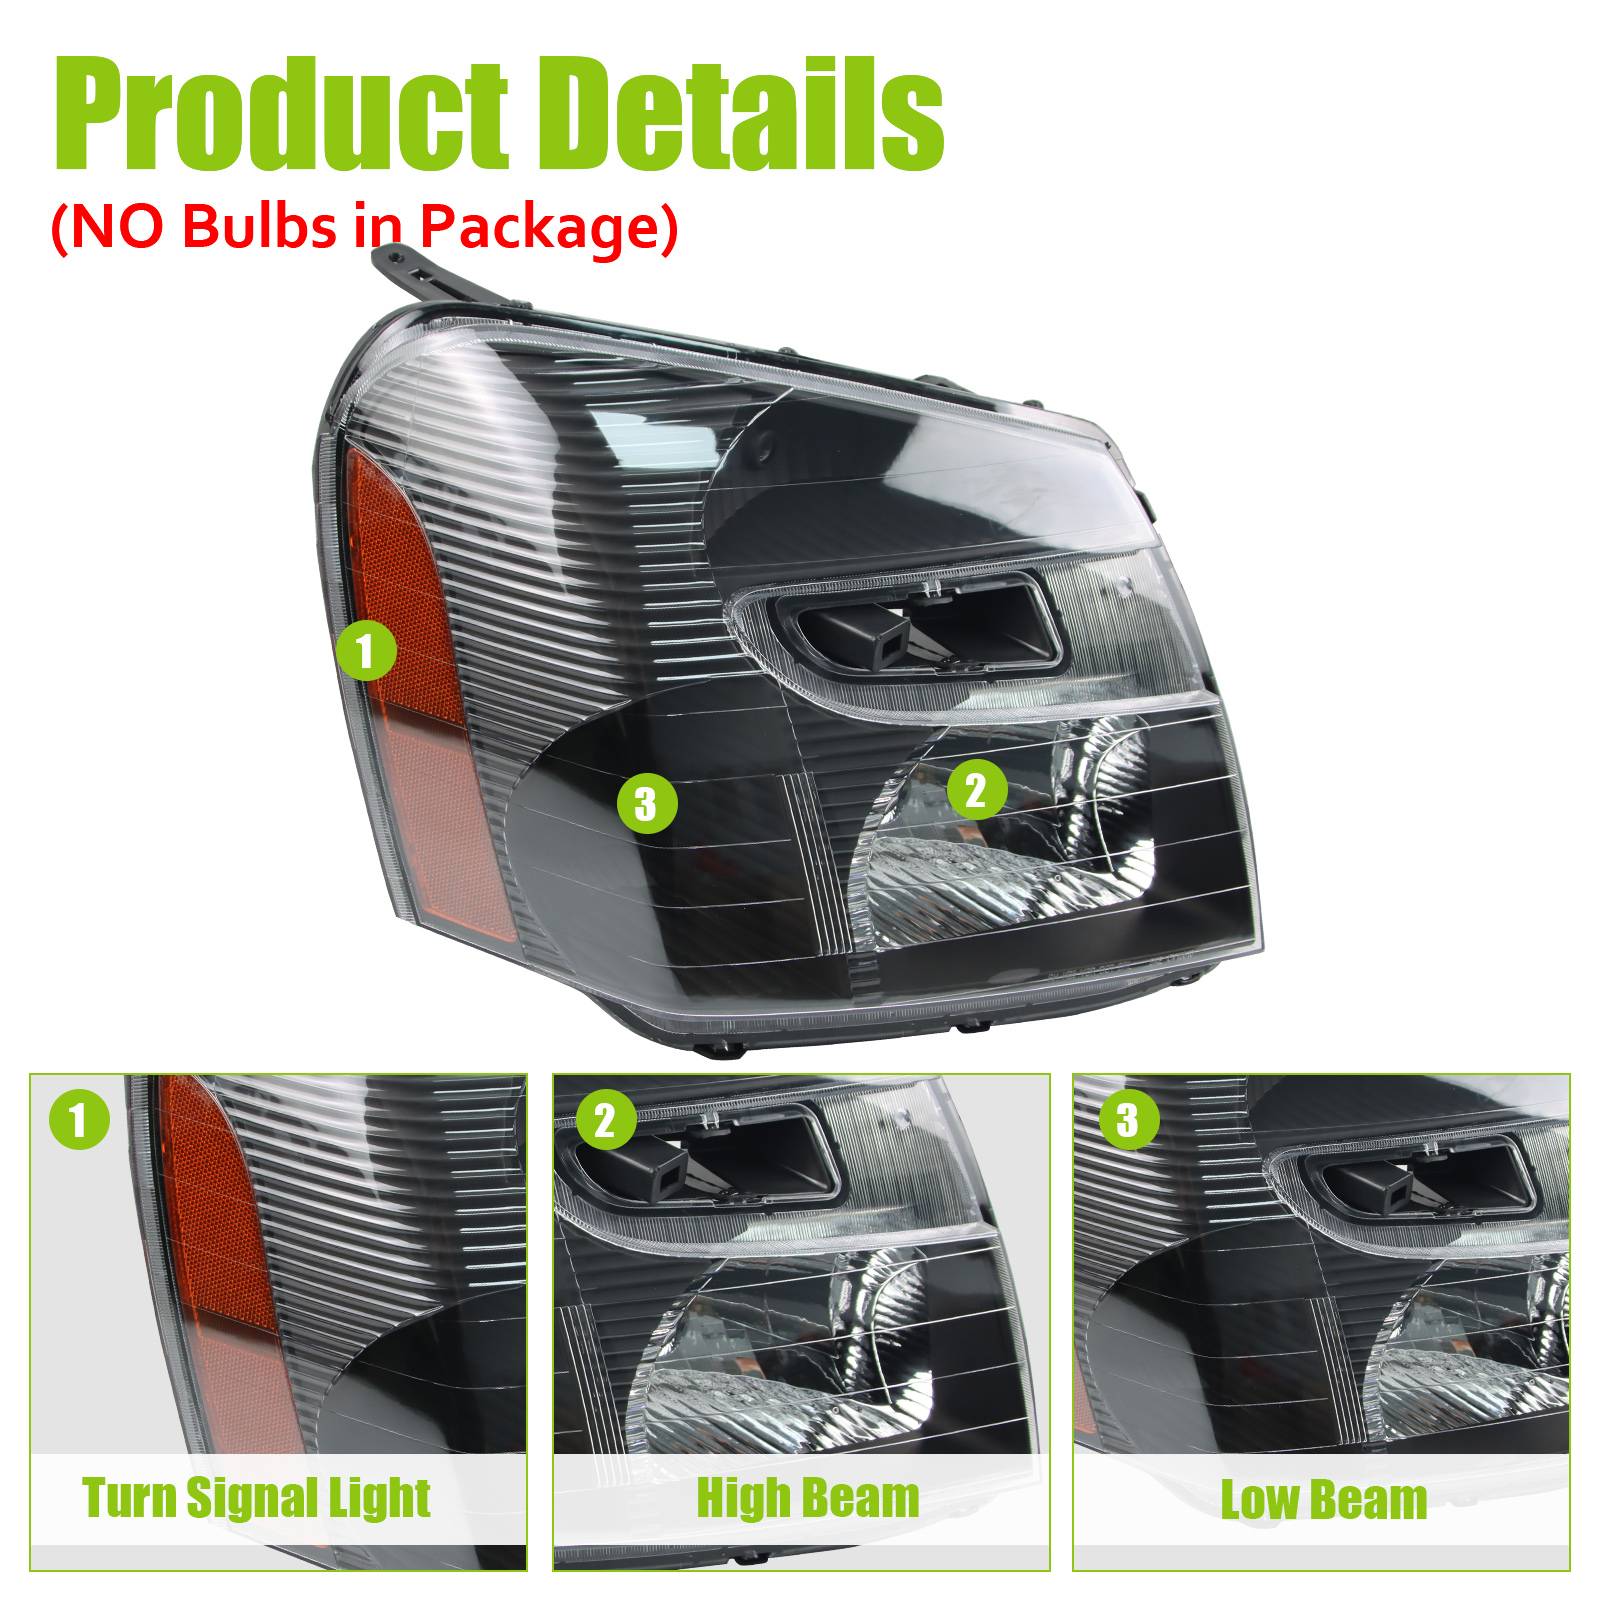 Product Details
(NO Bulbs in Package)
1
3
2
1
Turn Signal Light
2
High Beam
3
Low Beam